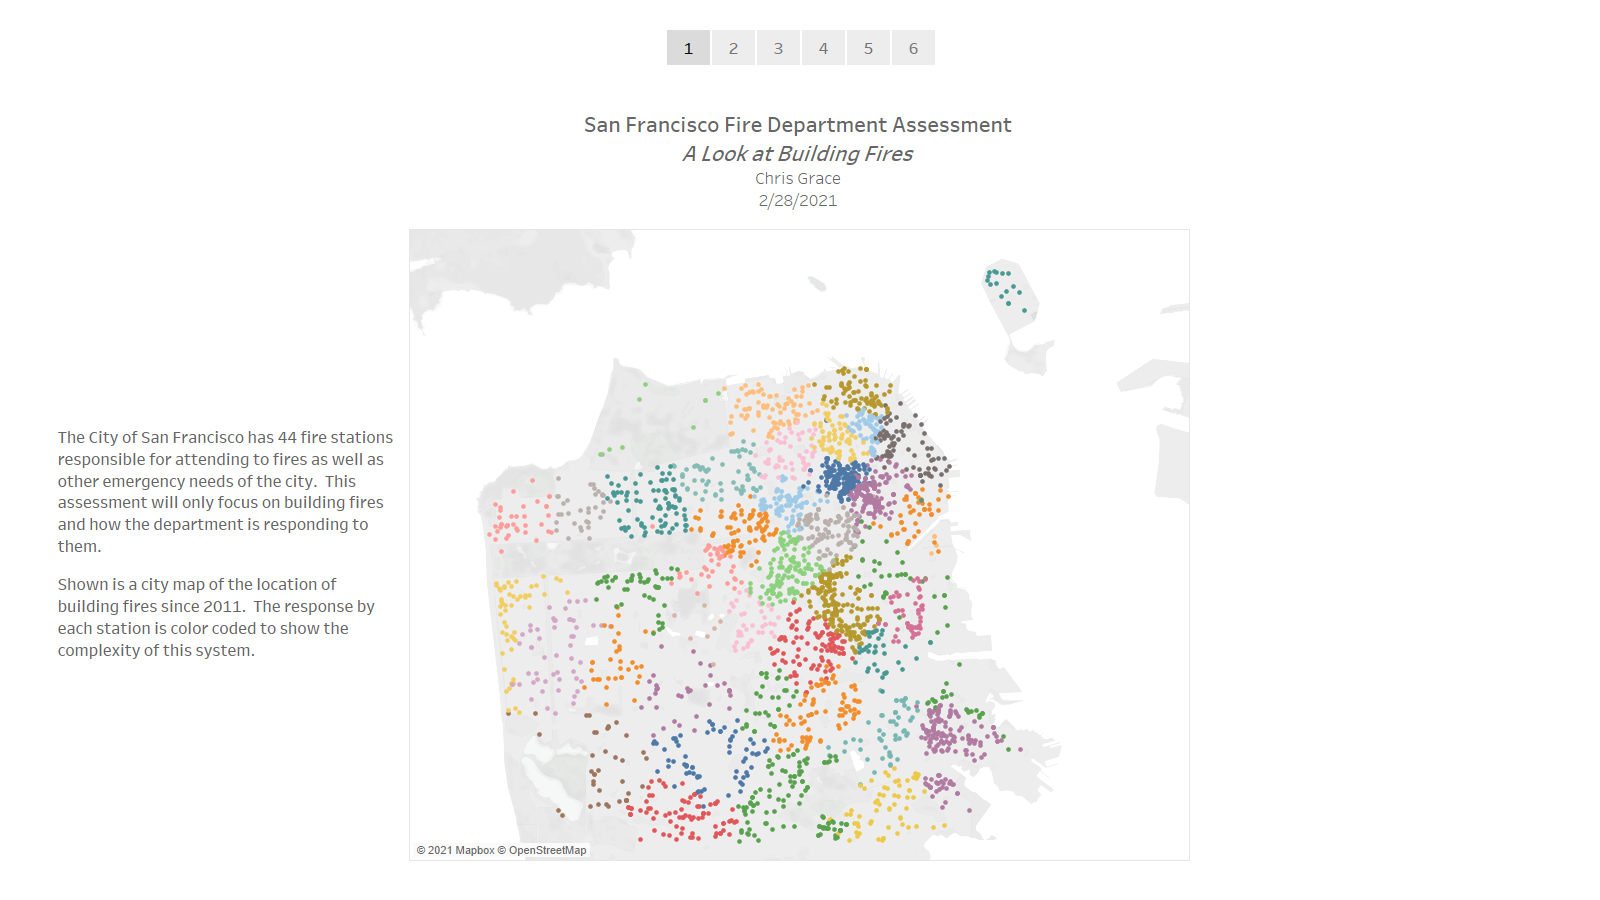 1 2 3 4 5 6
San Francisco Fire Department Assessment
A Look at Building Fires
Chris Grace
2/28/2021
The City of San Francisco has 44 fire stations
responsible for attending to fires as well as
other emergency needs of the city.  This
assessment will only focus on building fires
and how the department is responding to
them.
Shown is a city map of the location of
building fires since 2011.  The response by
each station is color coded to show the
complexity of this system.
© 2021 Mapbox © OpenStreetMap